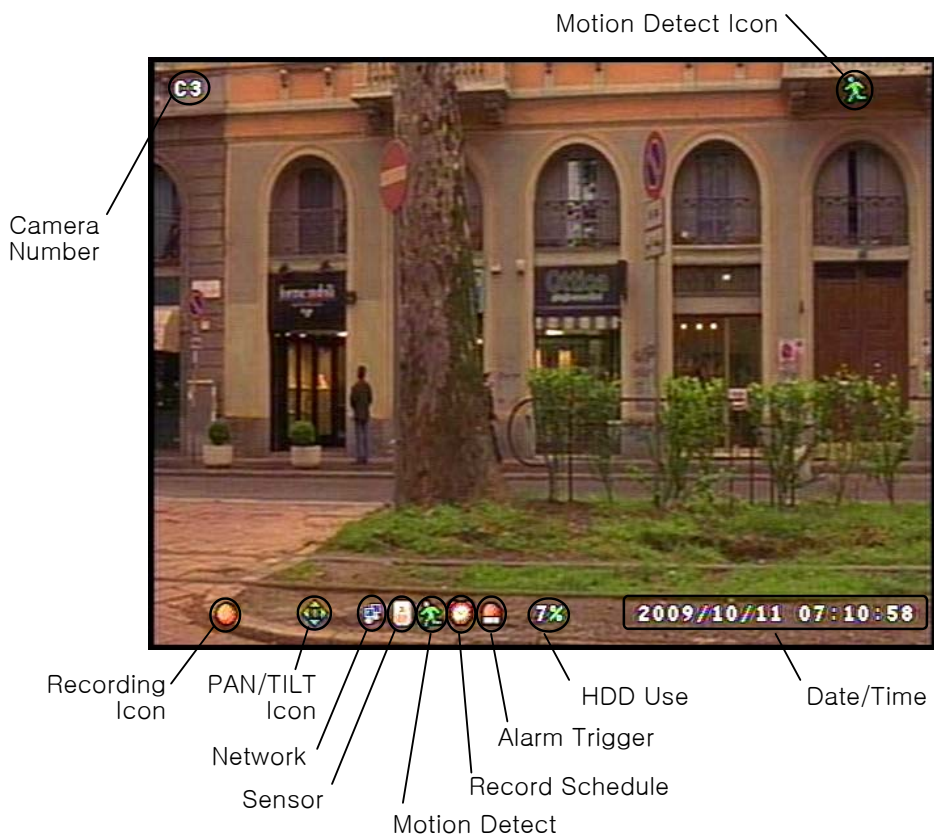 Motion Detect Icon
C3
Camera
Number
Ottica
7%
2009/10/11 07:10:58
Recording
Icon
PAN/TILT
Icon
HDD Use
Date/Time
Network
Alarm Trigger
Sensor
Record Schedule
Motion Detect